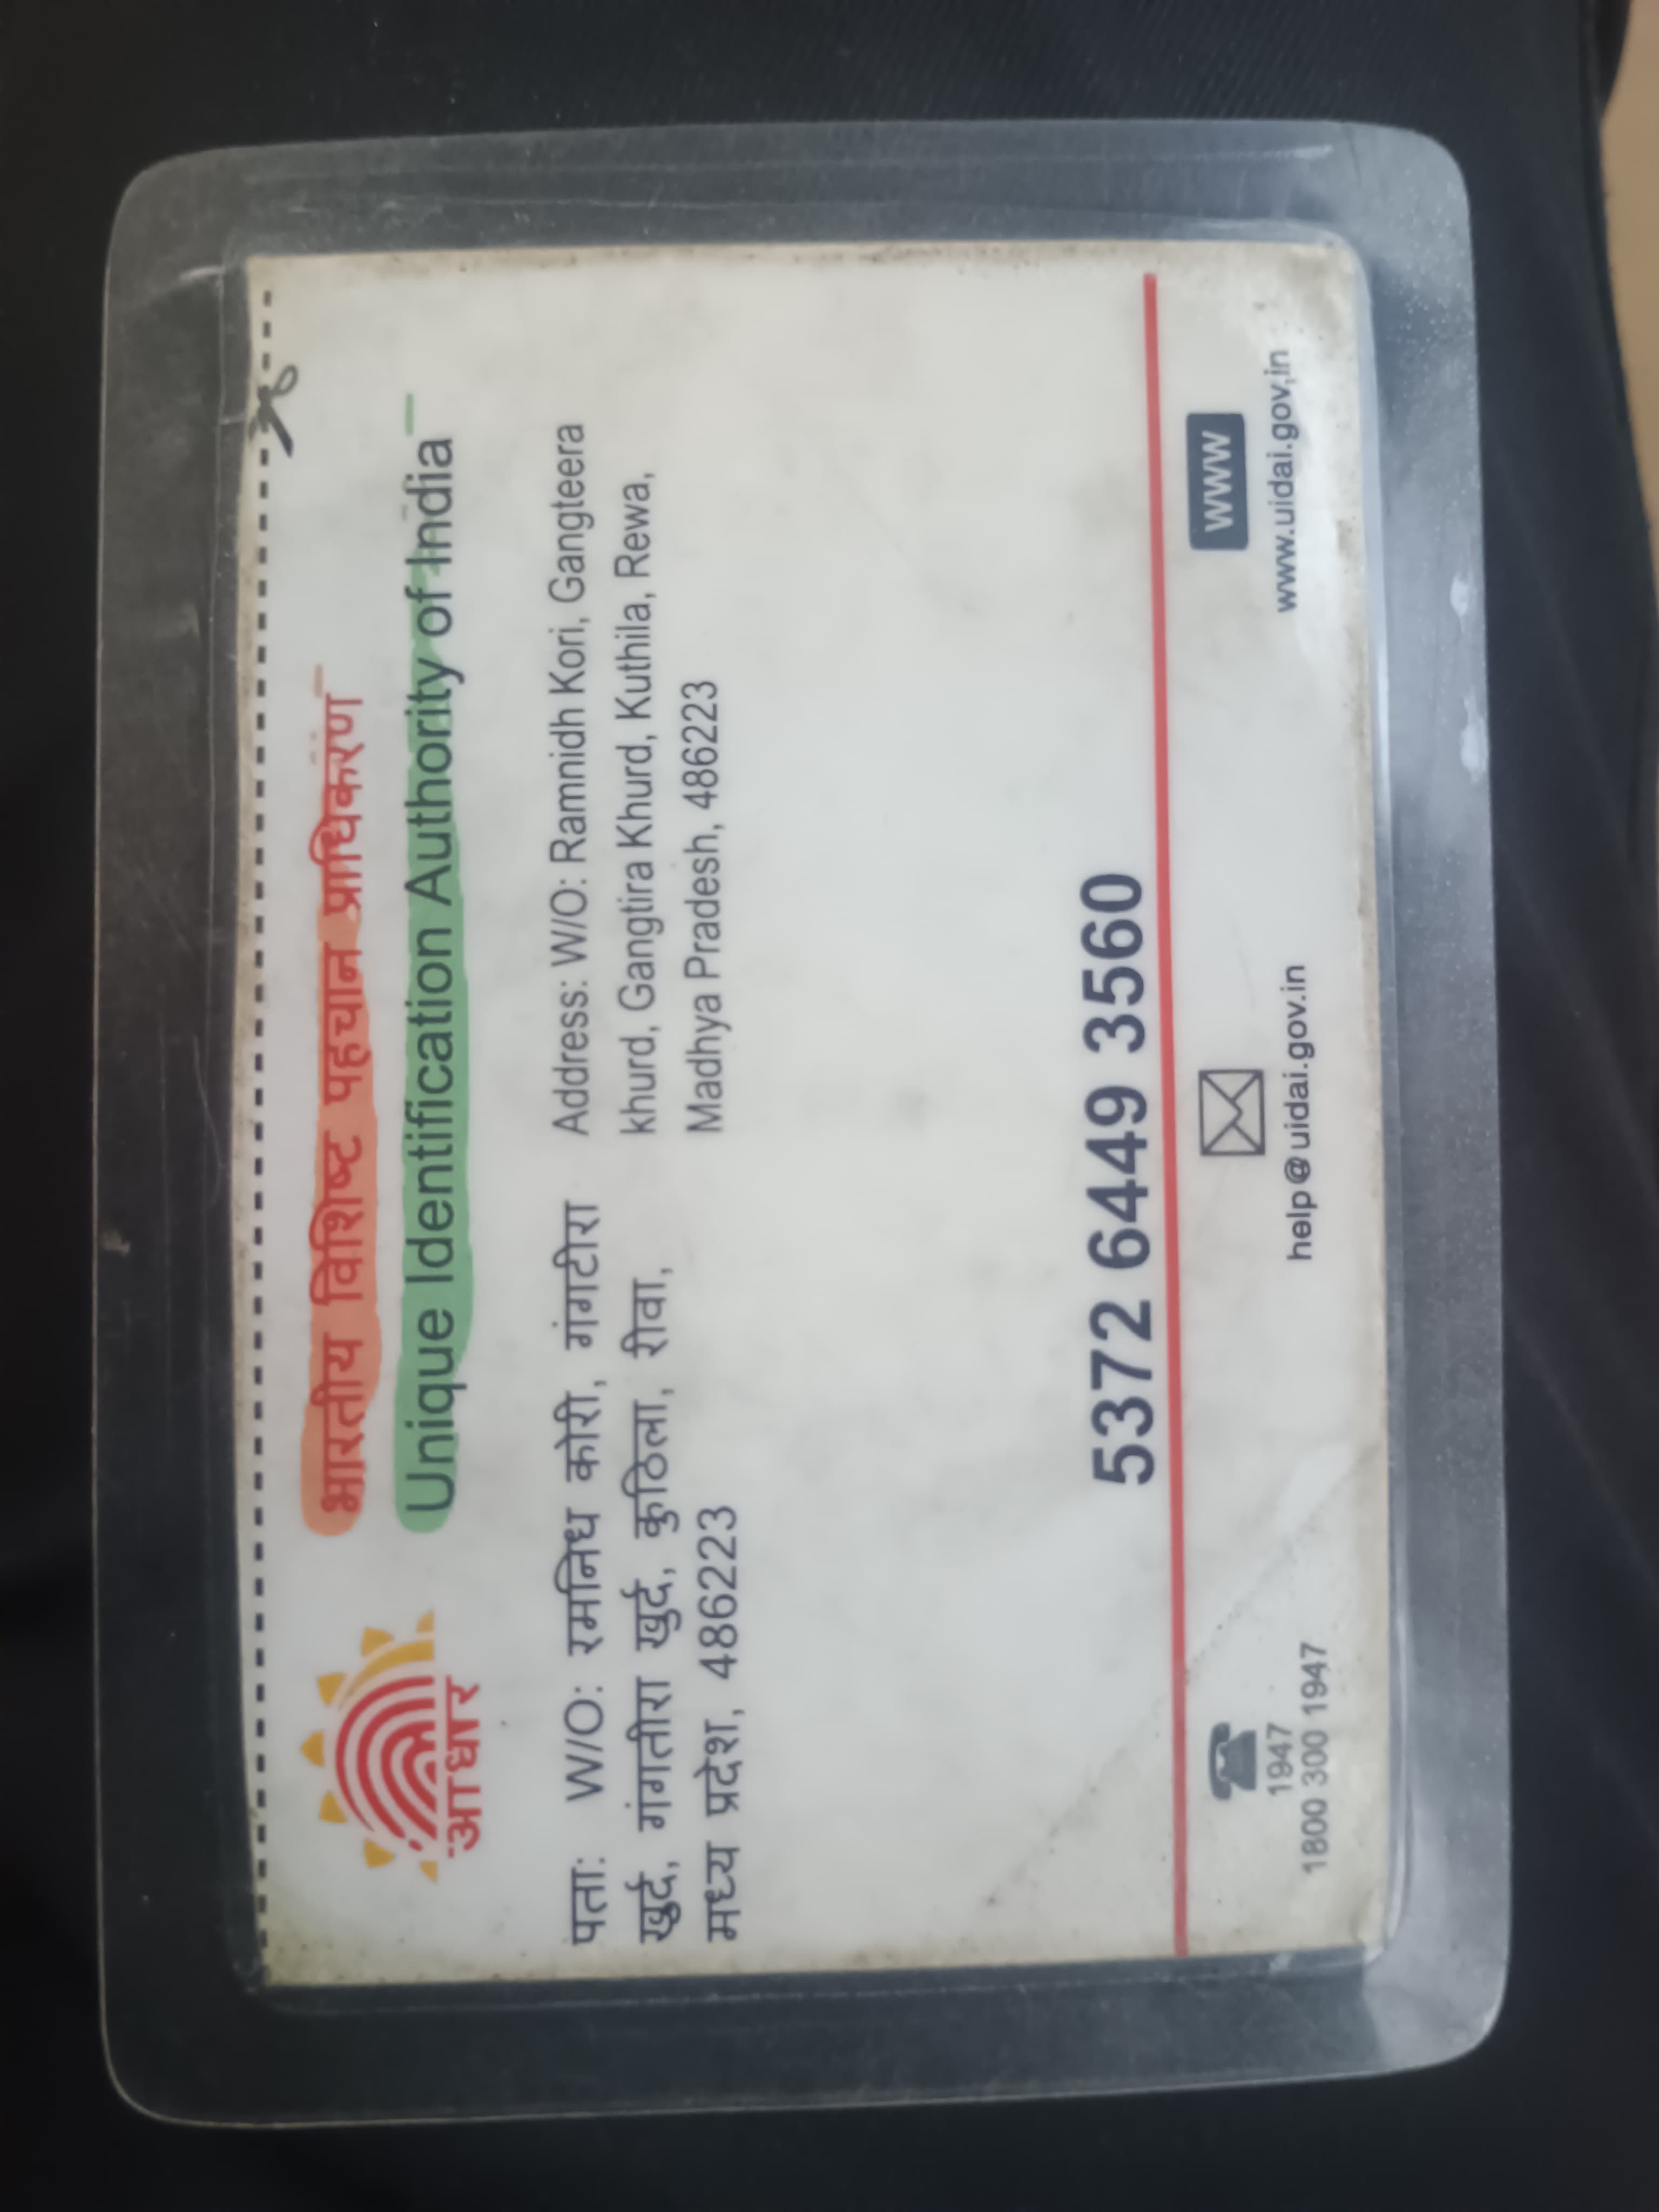 भारतीय विशिष्ट पहचान प्राधिकरण
Unique Identification Authority of India
आधार
पता: W/O: रमनिध कोरी, गंगटीरा
खुर्द, गंगतीरा खुर्द, कुठिला, रीवा,
मध्य प्रदेश, 486223
Address: W/O: Ramnidh Kori, Gangteera
khurd, Gangtira Khurd, Kuthila, Rewa,
Madhya Pradesh, 486223
5372 6449 3560
1947
1800 300 1947
help@uidai.gov.in
WWW
www.uidai.gov.in